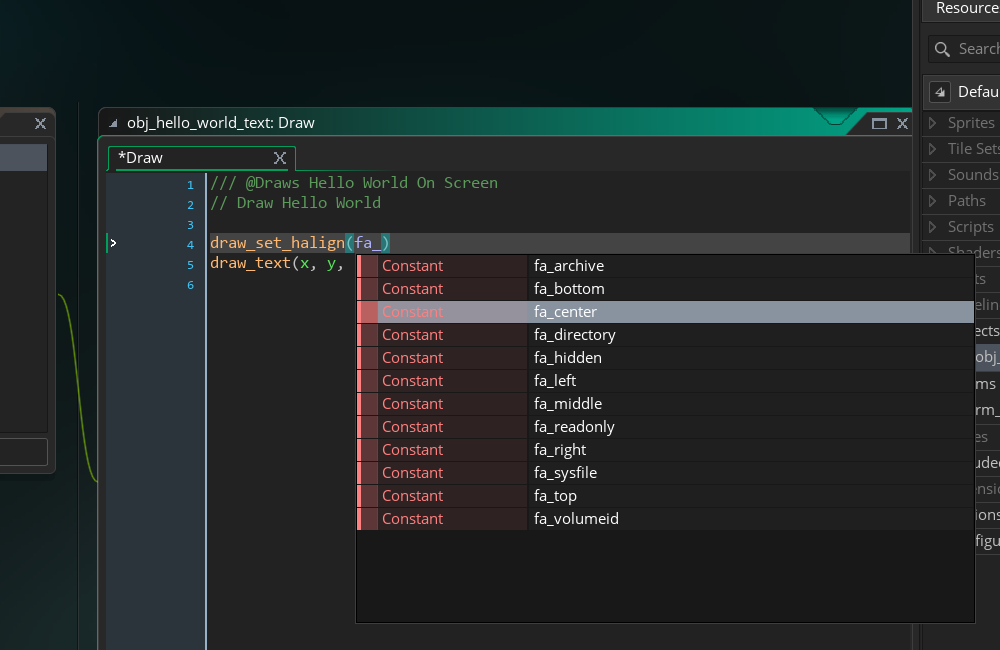 Resource
Search
obj_hello_world_text: Draw
Defau
*Draw
Sprites
Tile Sets
Sounds
Paths
Scripts
Shaders
1 /// @Draws Hello World On Screen
2 // Draw Hello World
3
4 draw_set_halign(fa_)
5 draw_text(x, y,
6
Constant fa_archive
Constant fa_bottom
Constant fa_center
Constant fa_directory
Constant fa_hidden
Constant fa_left
Constant fa_middle
Constant fa_readonly
Constant fa_right
Constant fa_sysfile
Constant fa_top
Constant fa_volumeid
ts
elin
ects
obj_
ms
rm_
es
uded
ensio
ions
figu